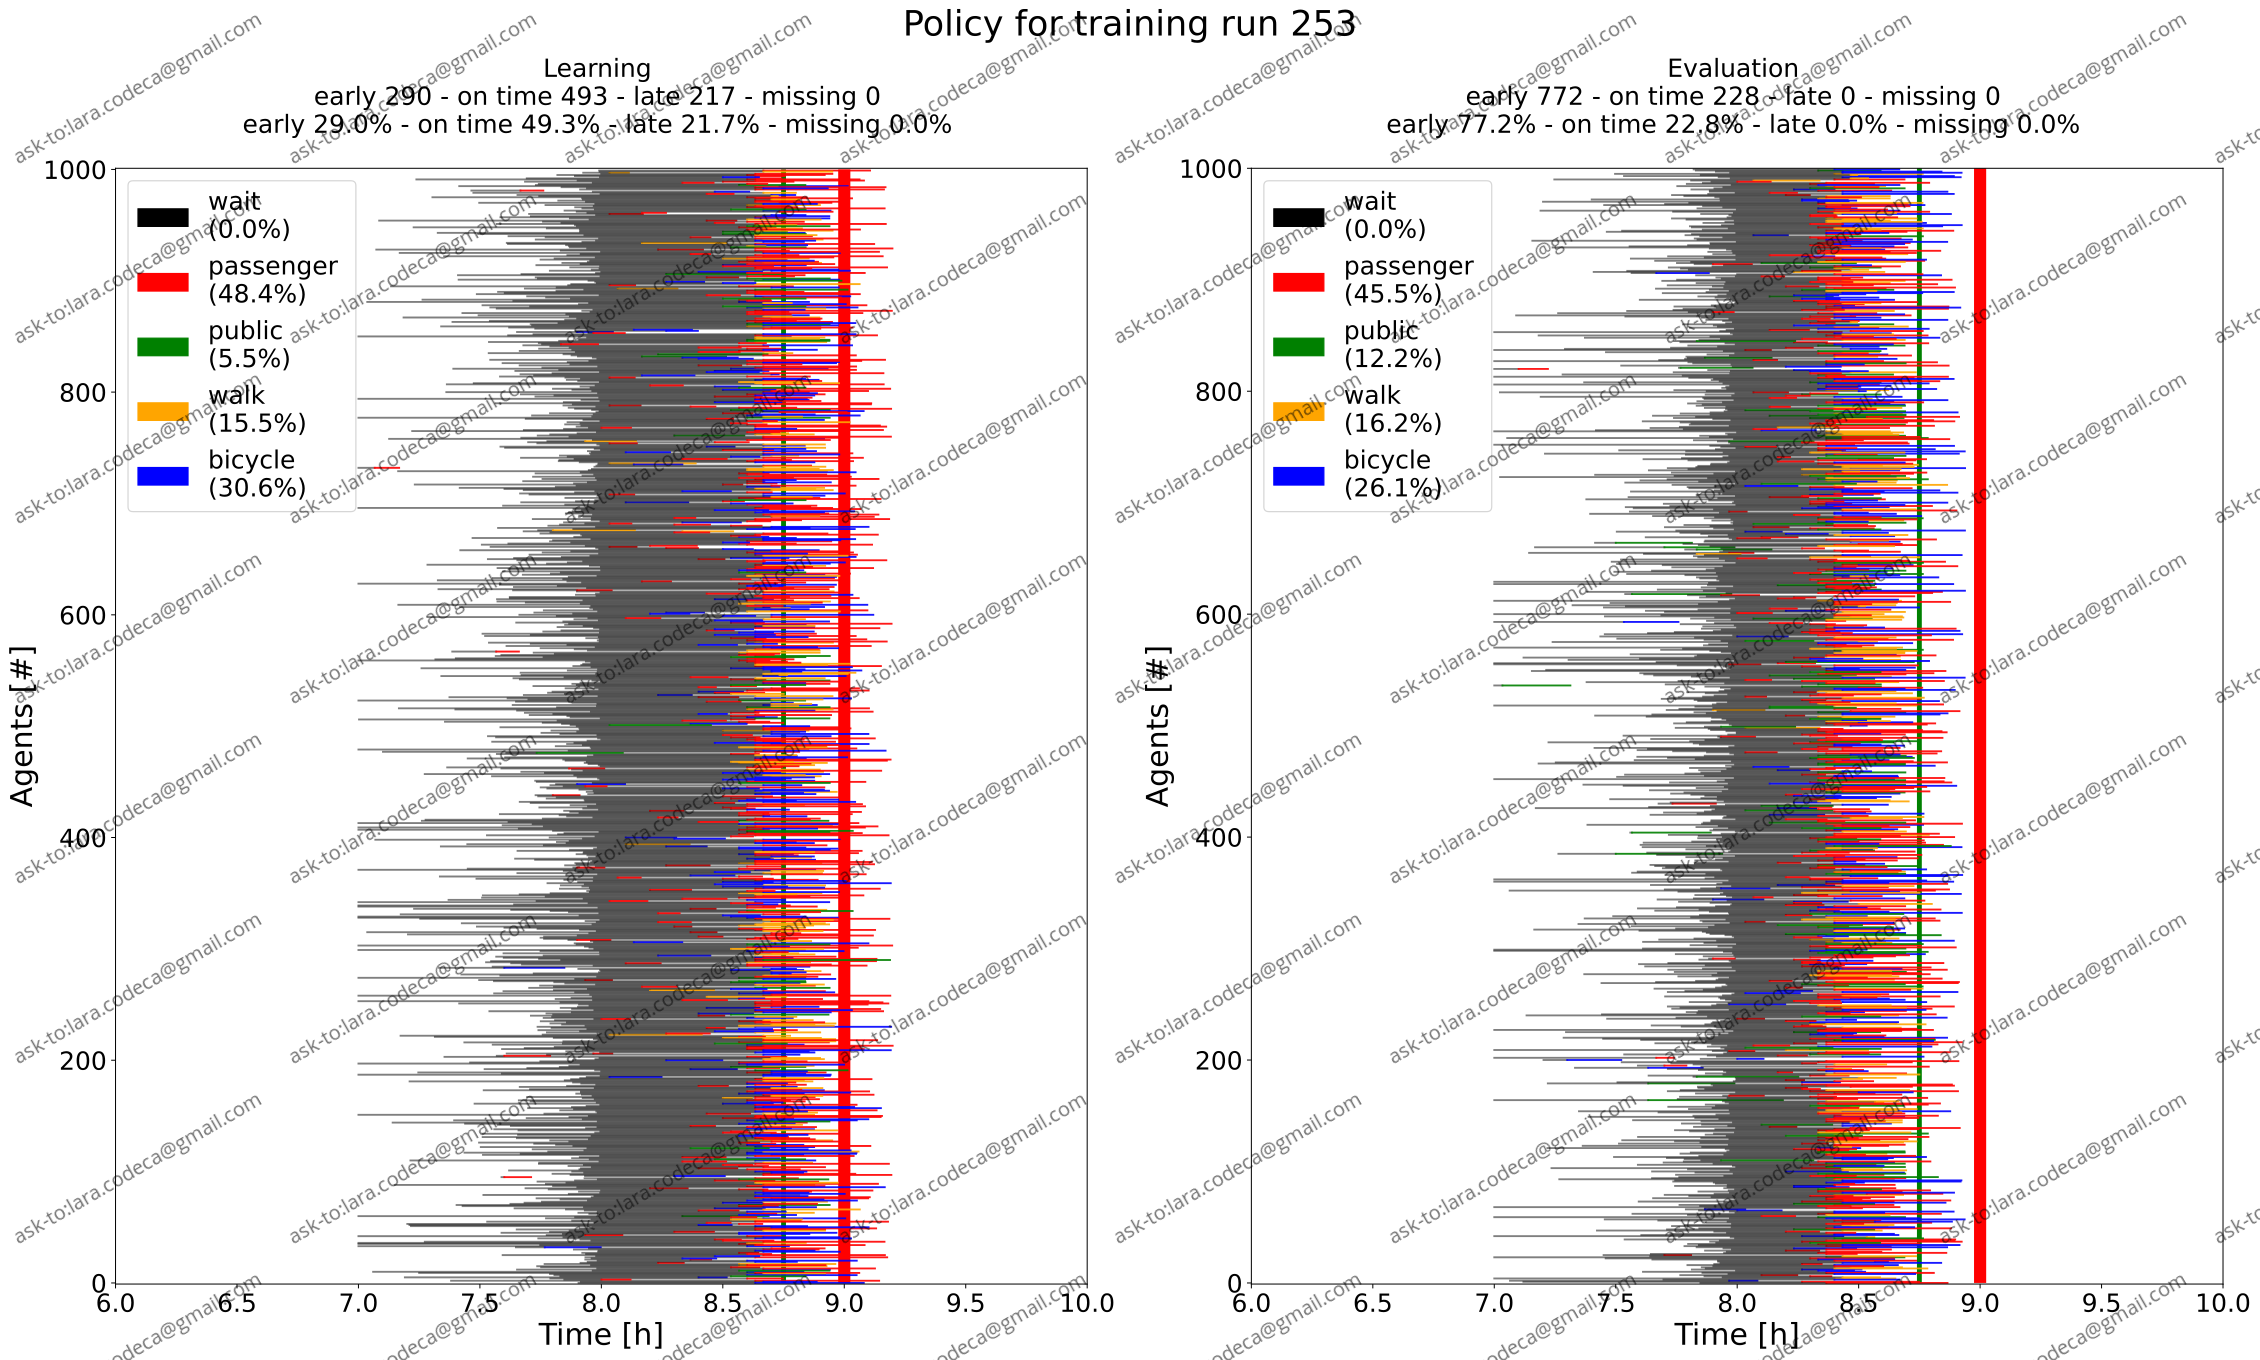 Policy for training run 253
Learning
early 290 - on time 493 - late 217 - missing 0
early 29.0% - on time 49.3% - late 21.7% - missing 0.0%
Evaluation
early 772 - on time 228 - late 0 - missing 0
early 77.2% - on time 22.8% - late 0.0% - missing 0.0%
Agents [#]
1000
800
600
400
200
0
wait
(0.0%)
passenger
(48.4%)
public
(5.5%)
walk
(15.5%)
bicycle
(30.6%)
6.0 6.5 7.0 7.5 8.0 8.5 9.0 9.5 10.0
Time [h]
Agents [#]
1000
800
600
400
200
0
wait
(0.0%)
passenger
(45.5%)
public
(12.2%)
walk
(16.2%)
bicycle
(26.1%)
6.0 6.5 7.0 7.5 8.0 8.5 9.0 9.5 10.0
Time [h]
ask-to:lara.codeca@gmail.com